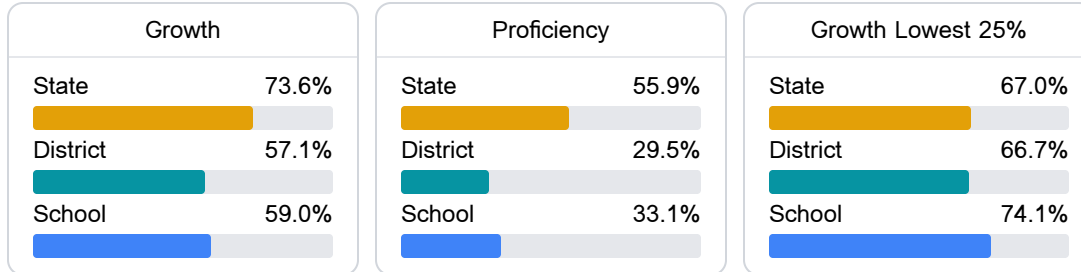 Growth
State 73.6%
District 57.1%
School 59.0%
Proficiency
State 55.9%
District 29.5%
School 33.1%
Growth Lowest 25%
State 67.0%
District 66.7%
School 74.1%